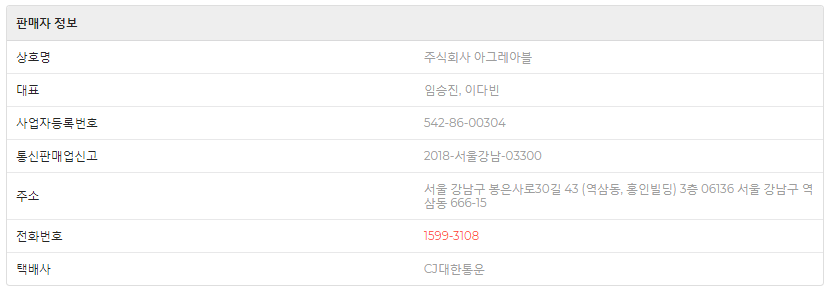 판매자 정보
상호명 주식회사 아그레아블
대표 임승진, 이다빈
사업자등록번호 542-86-00304
통신판매업신고 2018-서울강남-03300
주소 서울 강남구 봉은사로30길 43 (역삼동, 홍인빌딩) 3층 06136 서울 강남구 역
삼동 666-15
전화번호 1599-3108
택배사 CJ대한통운